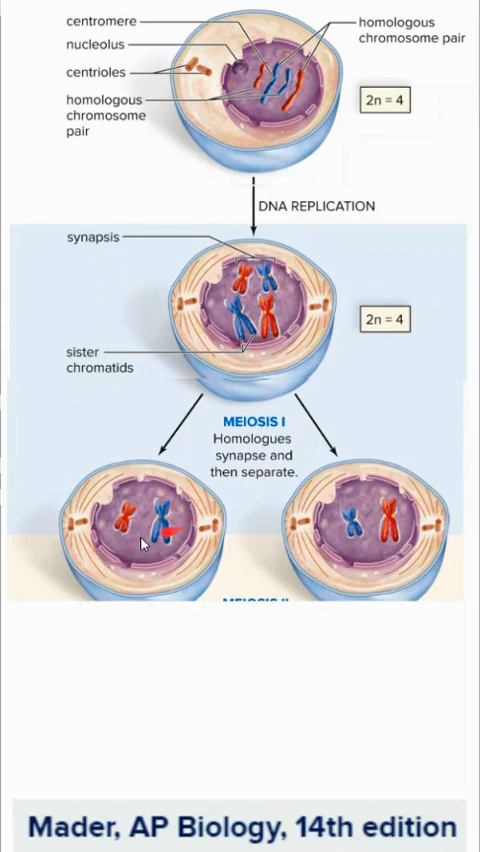 centromere
nucleolus
centrioles
homologous
chromosome
pair
homologous
chromosome pair
2n = 4
DNA REPLICATION
synapsis
2n = 4
sister
chromatids
MEIOSIS I
Homologues
synapse and
then separate.
Mader, AP Biology, 14th edition